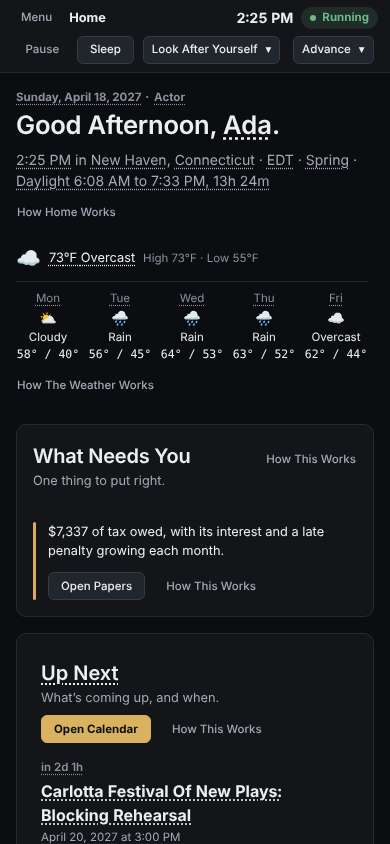 Menu Home 2:25 PM Running
Pause Sleep Look After Yourself ▾ Advance ▾
Sunday, April 18, 2027 · Actor
Good Afternoon, Ada.
2:25 PM in New Haven, Connecticut · EDT · Spring ·
Daylight 6:08 AM to 7:33 PM, 13h 24m
How Home Works
73°F Overcast High 73°F · Low 55°F
Mon Tue Wed Thu Fri
Cloudy Rain Rain Rain Overcast
58° / 40° 56° / 45° 64° / 53° 63° / 52° 62° / 44°
How The Weather Works
What Needs You How This Works
One thing to put right.
$7,337 of tax owed, with its interest and a late
penalty growing each month.
Open Papers How This Works
Up Next
What's coming up, and when.
Open Calendar How This Works
in 2d 1h
Carlotta Festival Of New Plays:
Blocking Rehearsal
April 20, 2027 at 3:00 PM